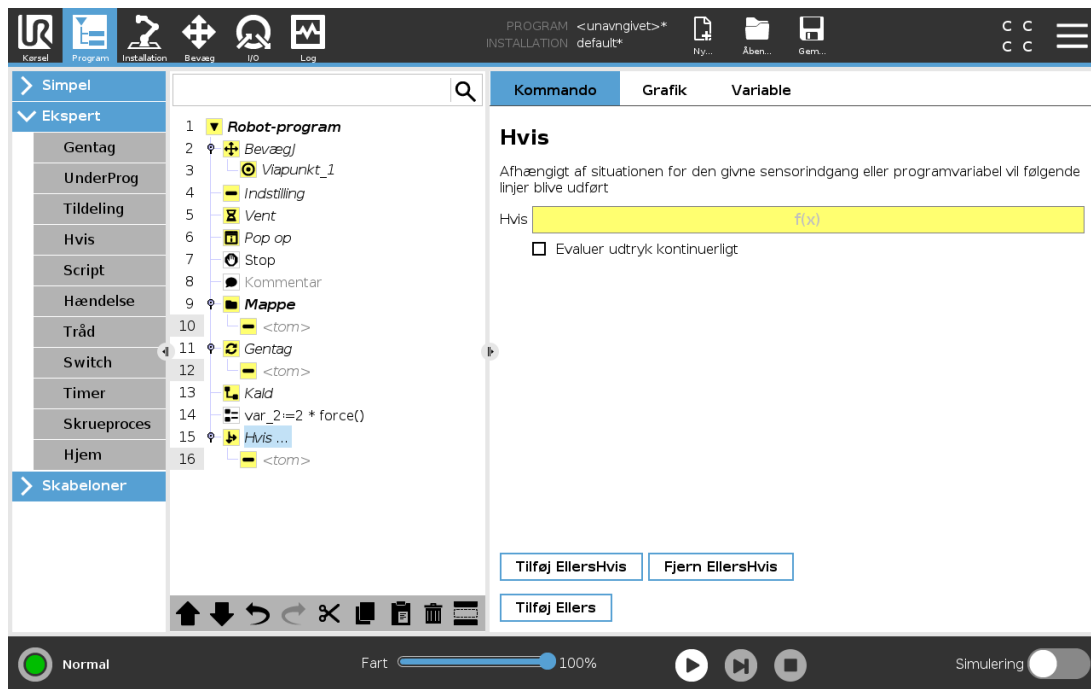 UR
PROGRAM <unavngivet>*
INSTALLATION default*
Kørsel Program Installation Bevæg I/O Log Ny... Åben... Gem...
C C
C C
Simpel
Ekspert
Gentag
UnderProg
Tildeling
Hvis
Script
Hændelse
Tråd
Switch
Timer
Skrueproces
Hjem
Skabeloner
1 Robot-program
2 BevægJ
3 Viapunkt_1
4 Indstilling
5 Vent
6 Pop op
7 Stop
8 Kommentar
9 Mappe
10 <tom>
11 Gentag
12 <tom>
13 Kald
14 var_2:=2 * force()
15 Hvis ...
16 <tom>
Kommando Grafik Variable
Hvis
Afhængigt af situationen for den givne sensorindgang eller programvariabel vil følgende
linjer blive udført
Hvis f(x)
Evaluer udtryk kontinuerligt
Tilføj EllersHvis Fjern EllersHvis
Tilføj Ellers
Normal Fart 100% Simulering